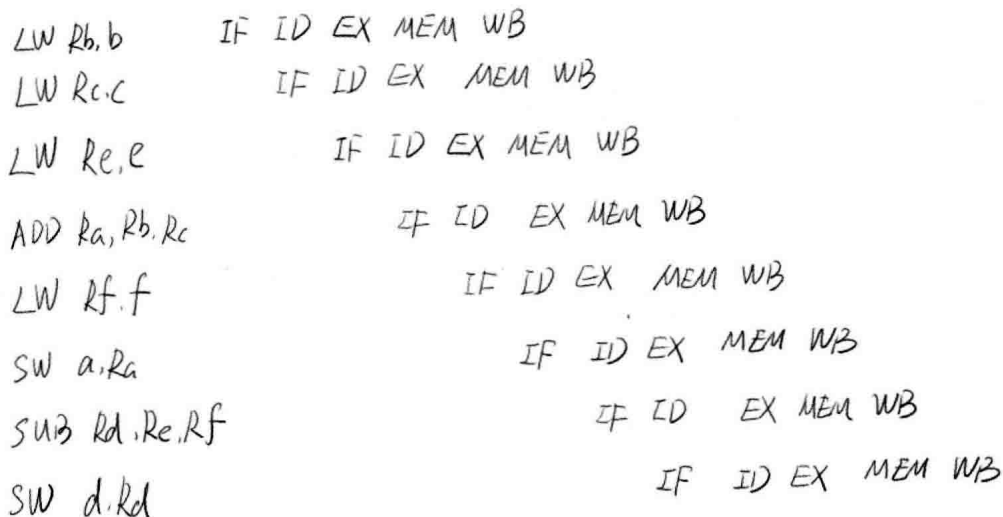 LW Rb,b IF ID EX MEM WB
LW Rc.c IF ID EX MEM WB
LW Re,e IF ID EX MEM WB
ADD Ra,Rb.Rc IF ID EX MEM WB
LW Rf.f IF ID EX MEM WB
SW a,Ra IF ID EX MEM WB
SUB Rd,Re,Rf IF ID EX MEM WB
SW d.Rd IF ID EX MEM WB